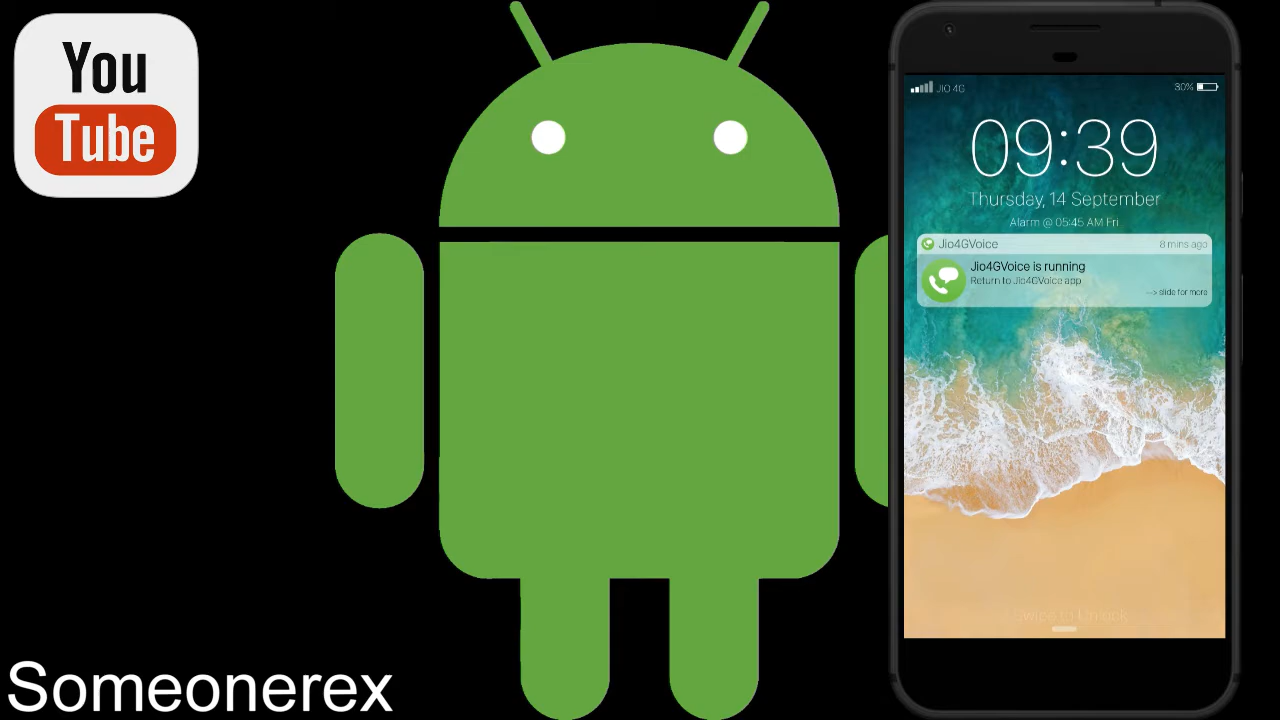 You
Tube
JIO 4G
30%
09:39
Thursday, 14 September
Alarm @ 05:45 AM Fri
Jio4GVoice
8 mins ago
Jio4GVoice is running
Return to Jio4GVoice app
--> slide for more
Swipe to Unlock
Someonerex